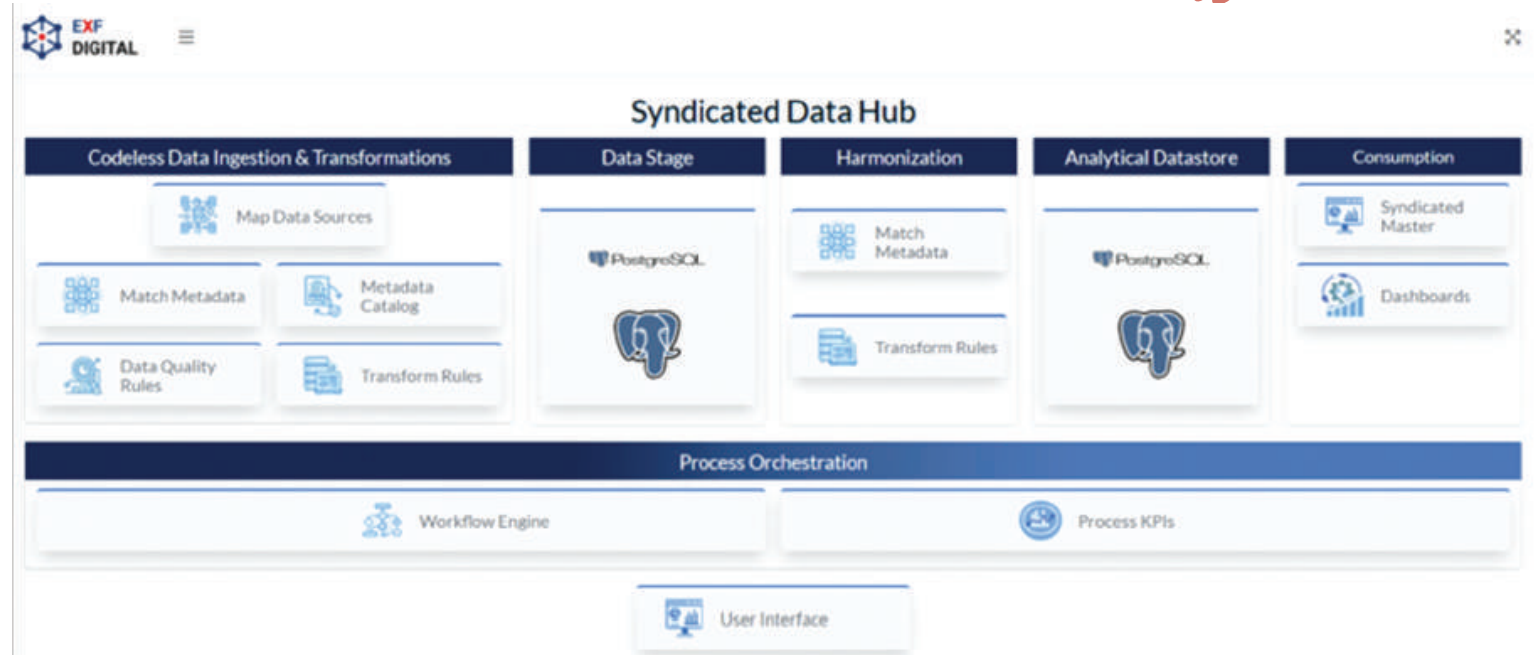 EXF
DIGITAL
Syndicated Data Hub
Codeless Data Ingestion & Transformations
Map Data Sources
Match Metadata
Metadata
Catalog
Data Quality
Rules
Transform Rules
Data Stage
PostgreSQL
Harmonization
Match
Metadata
Transform Rules
Analytical Datastore
PostgreSQL
Consumption
Syndicated
Master
Dashboards
Process Orchestration
Workflow Engine
Process KPIs
User Interface